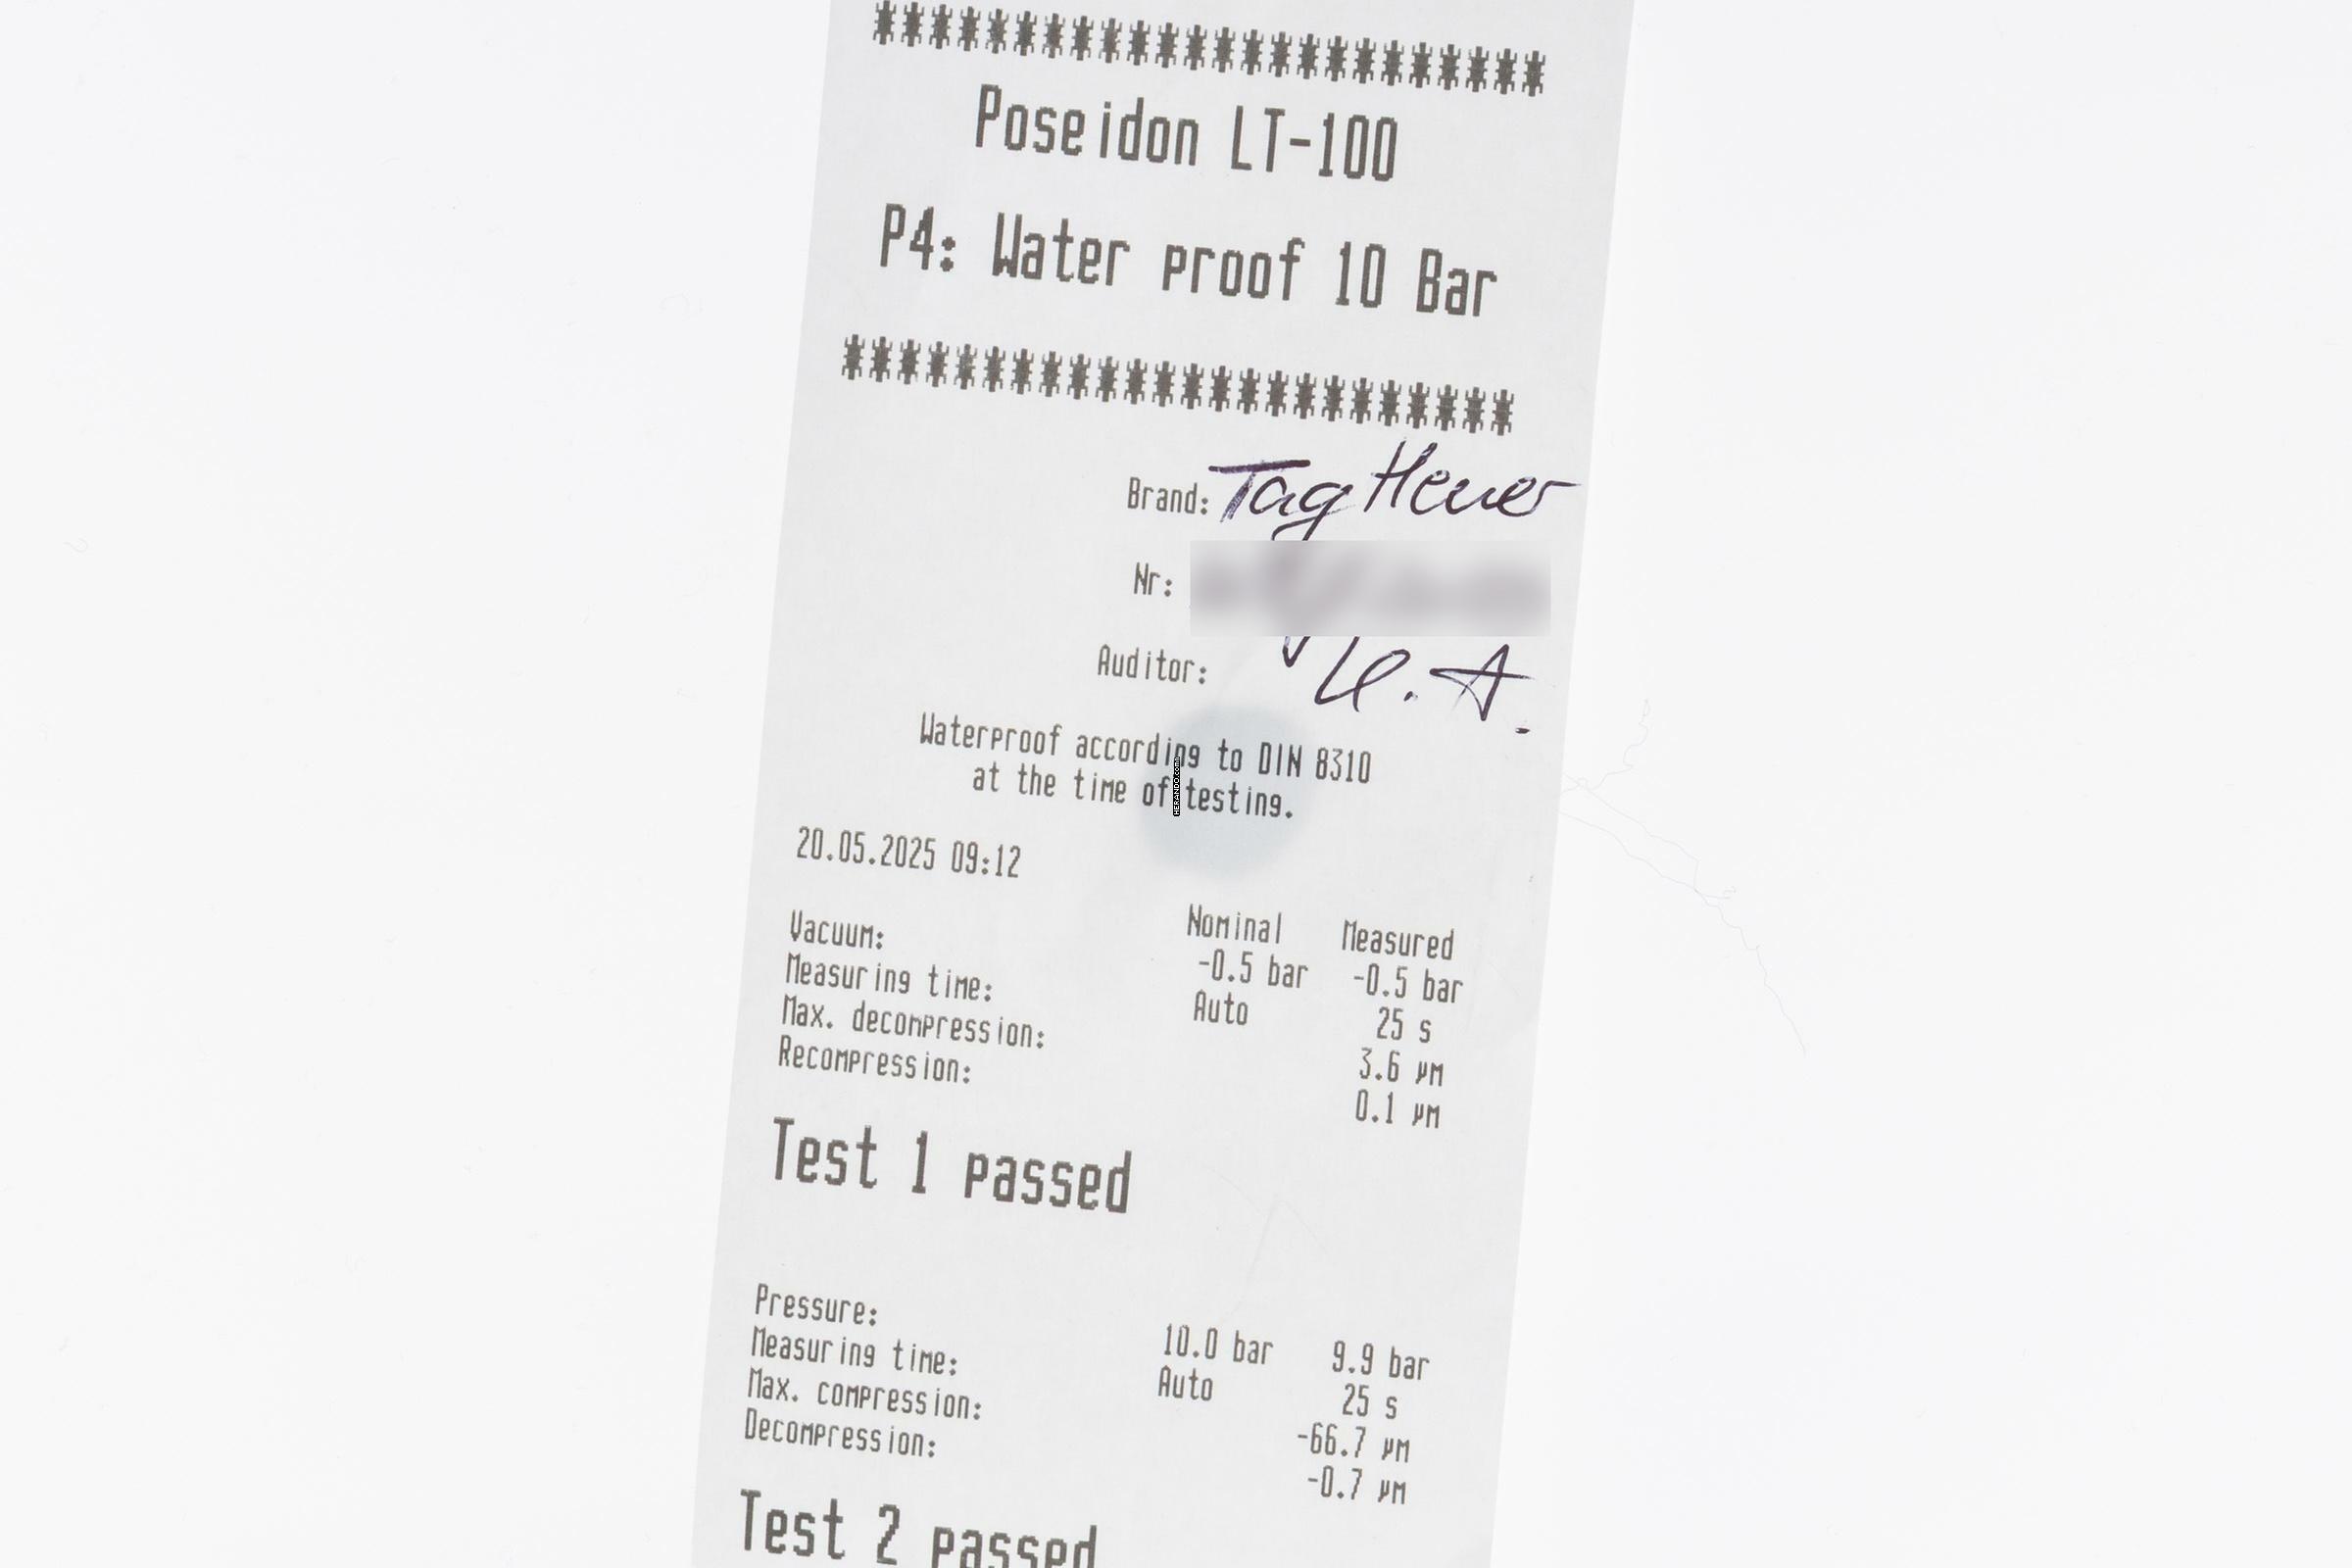 ************************
Poseidon LT-100
P4: Water proof 10 Bar
************************
Brand: Tag Heuer
Nr:
Auditor: U.A.
Waterproof according to DIN 8310
at the time of testing.
HERANDO.com
20.05.2025 09:12
Nominal Measured
Vacuum: -0.5 bar -0.5 bar
Measuring time: Auto 25 s
Max. decompression: 3.6 µm
Recompression: 0.1 µm
Test 1 passed
Pressure: 10.0 bar 9.9 bar
Measuring time: Auto 25 s
Max. compression: -66.7 µm
Decompression: -0.7 µm
Test 2 passed